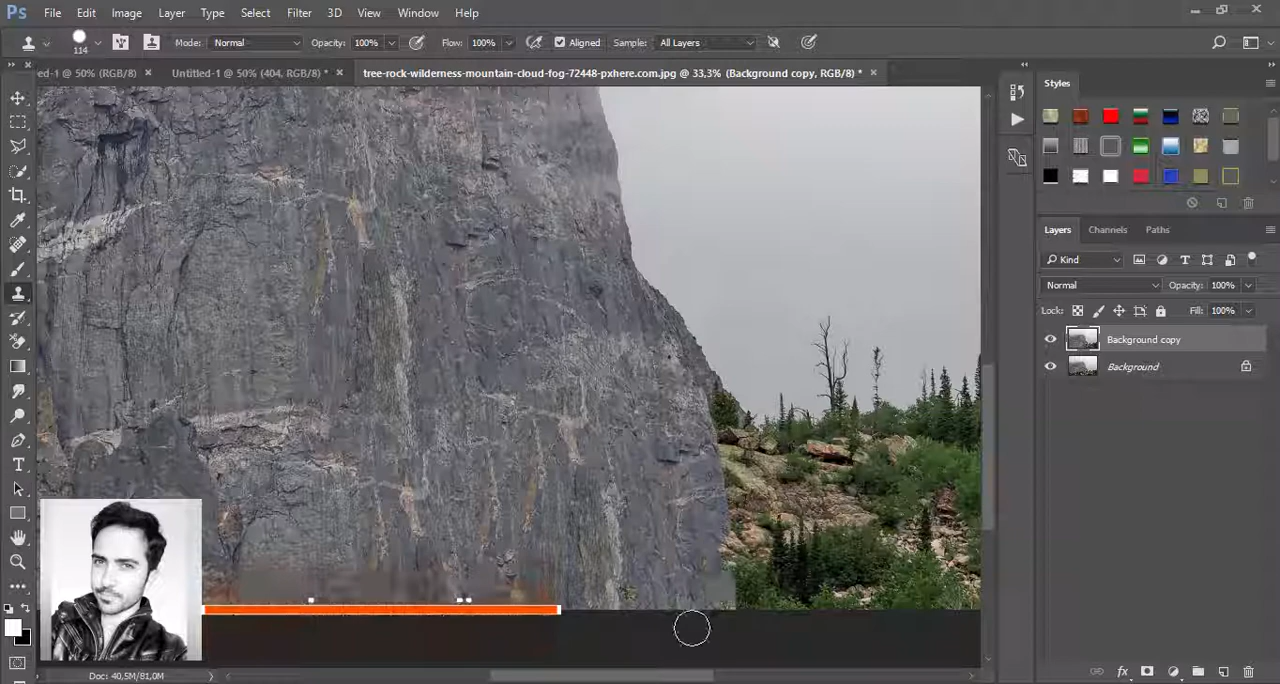 Ps File Edit Image Layer Type Select Filter 3D View Window Help
114 Mode: Normal Opacity: 100% Flow: 100% Aligned Sample: All Layers
ed-1 @ 50% (RGB/8) Untitled-1 @ 50% (404, RGB/8) * tree-rock-wilderness-mountain-cloud-fog-72448-pxhere.com.jpg @ 33,3% (Background copy, RGB/8) *
Styles
Layers Channels Paths
Kind
Normal Opacity: 100%
Lock: Fill: 100%
Background copy
Background
Doc: 40,5M/81,0M